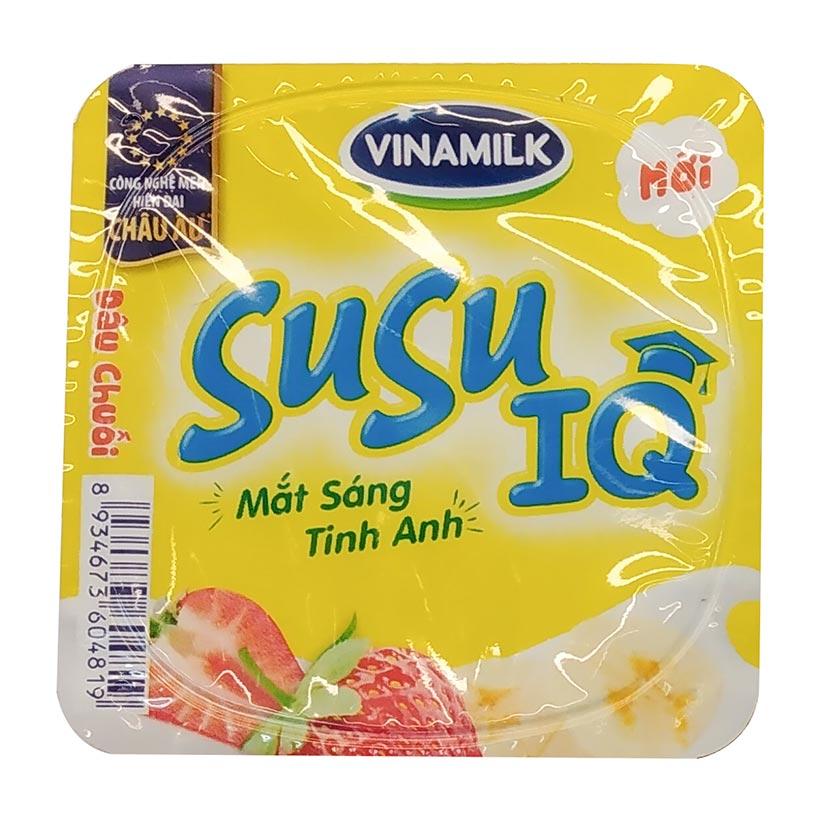 VINAMILK
Mới
CÔNG NGHỆ MEN
HIỆN ĐẠI
CHÂU ÂU
SuSu
IQ
Mắt Sáng
Tinh Anh
Dâu Chuối
8 934673 604819